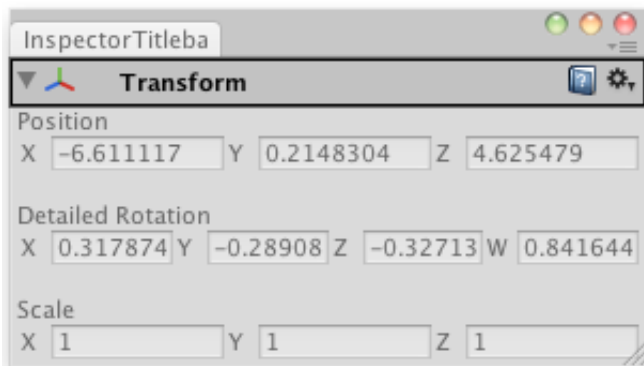 InspectorTitleba
Transform
Position
X -6.611117 Y 0.2148304 Z 4.625479
Detailed Rotation
X 0.317874 Y -0.28908 Z -0.32713 W 0.841644
Scale
X 1 Y 1 Z 1